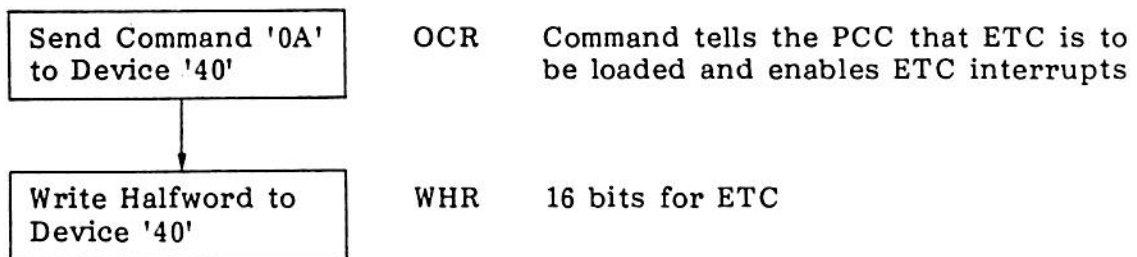 Send Command '0A' OCR Command tells the PCC that ETC is to
to Device '40' be loaded and enables ETC interrupts
Write Halfword to WHR 16 bits for ETC
Device '40'